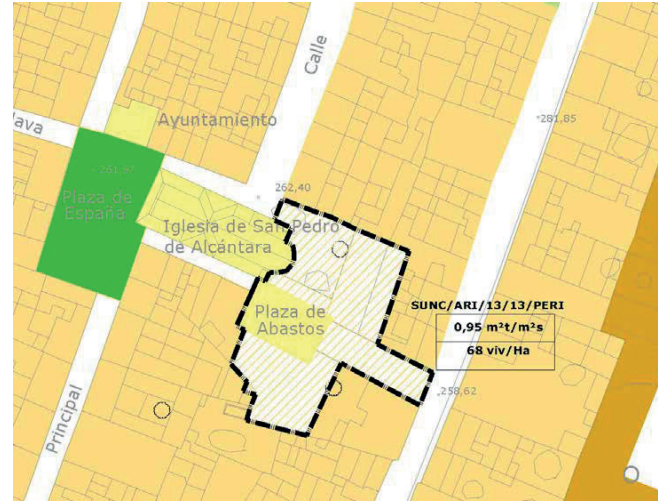 Calle
lava
Ayuntamiento
281,85
261,97
Plaza de
España
262,40
Iglesia de San Pedro
de Alcántara
Plaza de
Abastos
SUNC/ARI/13/13/PERI
0,95 m²t/m²s
68 viv/Ha
258,62
Principal